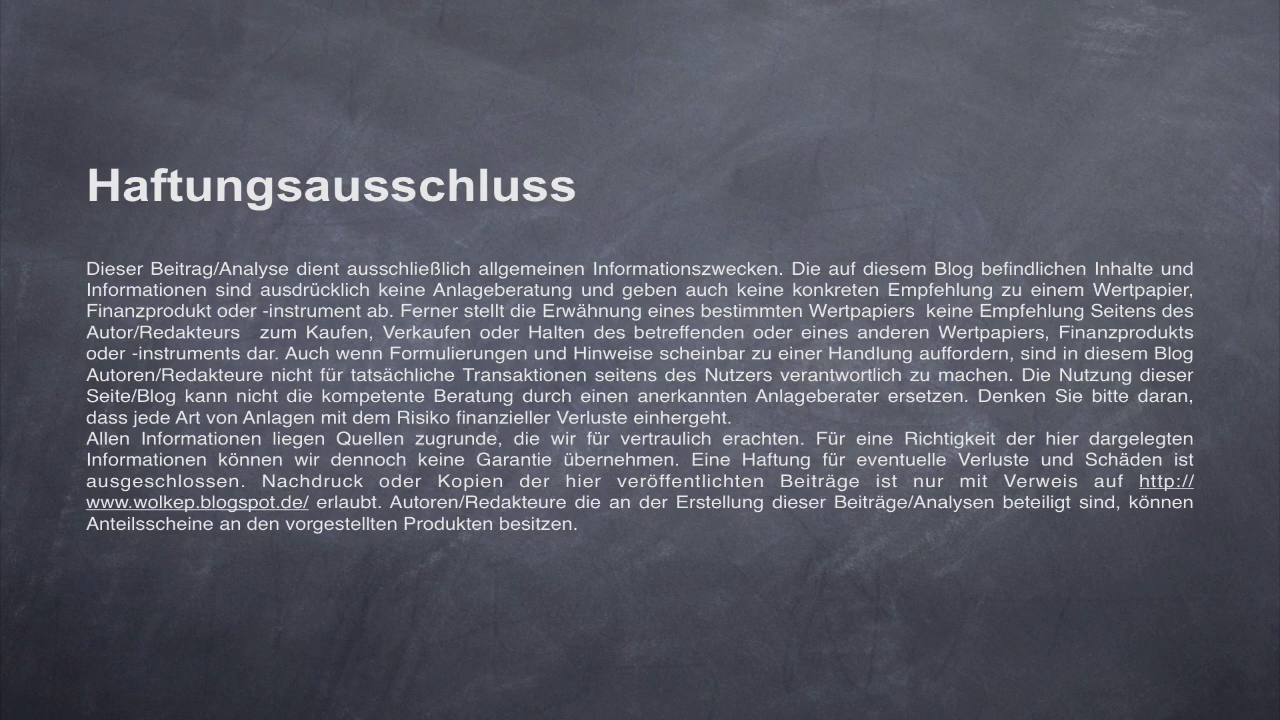 Haftungsausschluss
Dieser Beitrag/Analyse dient ausschließlich allgemeinen Informationszwecken. Die auf diesem Blog befindlichen Inhalte und
Informationen sind ausdrücklich keine Anlageberatung und geben auch keine konkreten Empfehlung zu einem Wertpapier,
Finanzprodukt oder -instrument ab. Ferner stellt die Erwähnung eines bestimmten Wertpapiers keine Empfehlung Seitens des
Autor/Redakteurs zum Kaufen, Verkaufen oder Halten des betreffenden oder eines anderen Wertpapiers, Finanzprodukts
oder -instruments dar. Auch wenn Formulierungen und Hinweise scheinbar zu einer Handlung auffordern, sind in diesem Blog
Autoren/Redakteure nicht für tatsächliche Transaktionen seitens des Nutzers verantwortlich zu machen. Die Nutzung dieser
Seite/Blog kann nicht die kompetente Beratung durch einen anerkannten Anlageberater ersetzen. Denken Sie bitte daran,
dass jede Art von Anlagen mit dem Risiko finanzieller Verluste einhergeht.
Allen Informationen liegen Quellen zugrunde, die wir für vertraulich erachten. Für eine Richtigkeit der hier dargelegten
Informationen können wir dennoch keine Garantie übernehmen. Eine Haftung für eventuelle Verluste und Schäden ist
ausgeschlossen. Nachdruck oder Kopien der hier veröffentlichten Beiträge ist nur mit Verweis auf http://
www.wolkep.blogspot.de/ erlaubt. Autoren/Redakteure die an der Erstellung dieser Beiträge/Analysen beteiligt sind, können
Anteilsscheine an den vorgestellten Produkten besitzen.